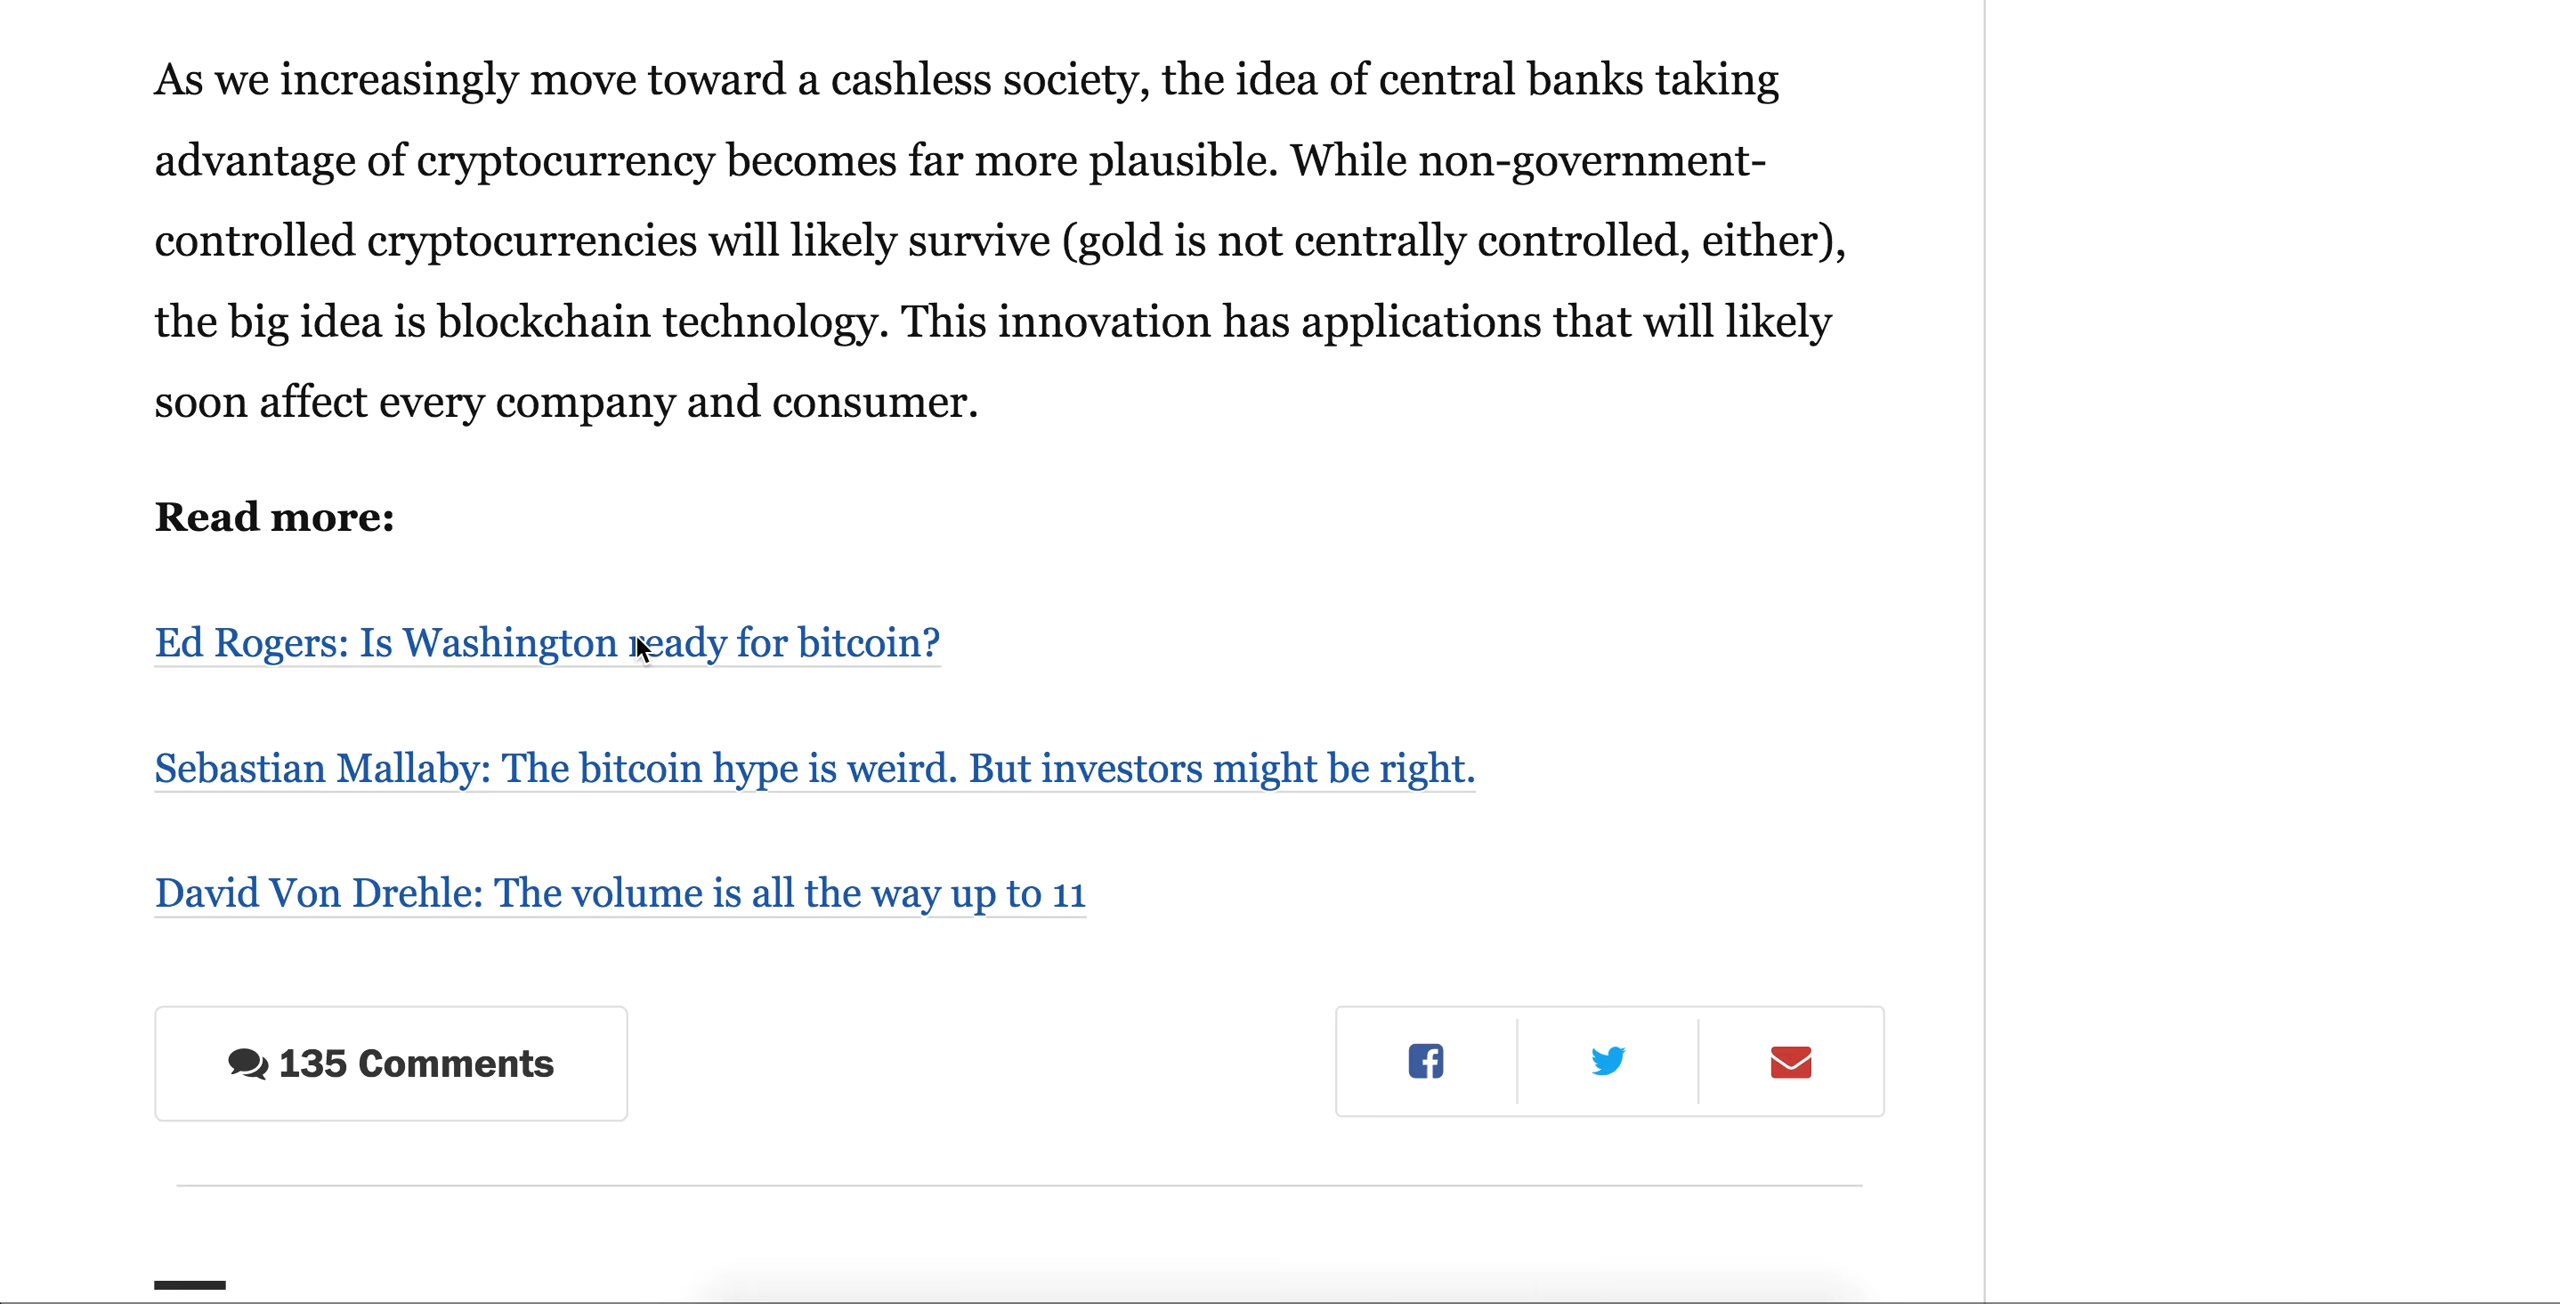 As we increasingly move toward a cashless society, the idea of central banks taking
advantage of cryptocurrency becomes far more plausible. While non-government-
controlled cryptocurrencies will likely survive (gold is not centrally controlled, either),
the big idea is blockchain technology. This innovation has applications that will likely
soon affect every company and consumer.
Read more:
Ed Rogers: Is Washington ready for bitcoin?
Sebastian Mallaby: The bitcoin hype is weird. But investors might be right.
David Von Drehle: The volume is all the way up to 11
135 Comments